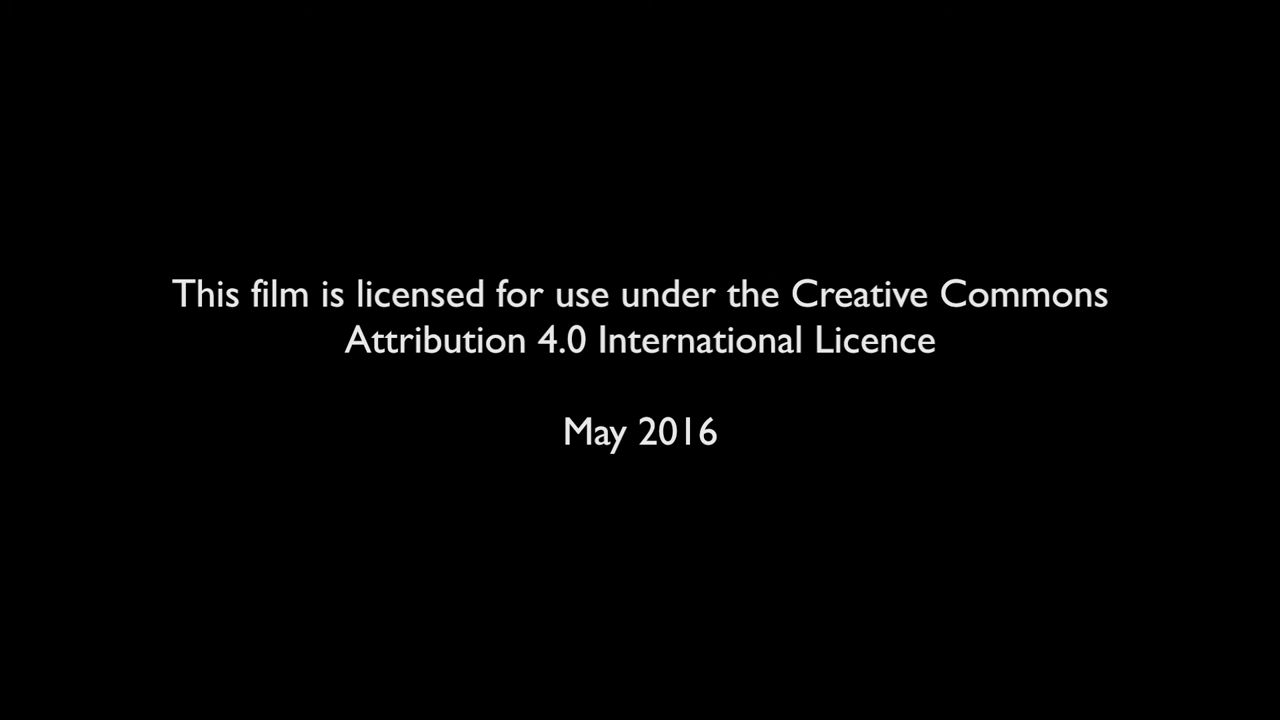 This film is licensed for use under the Creative Commons
Attribution 4.0 International Licence
May 2016